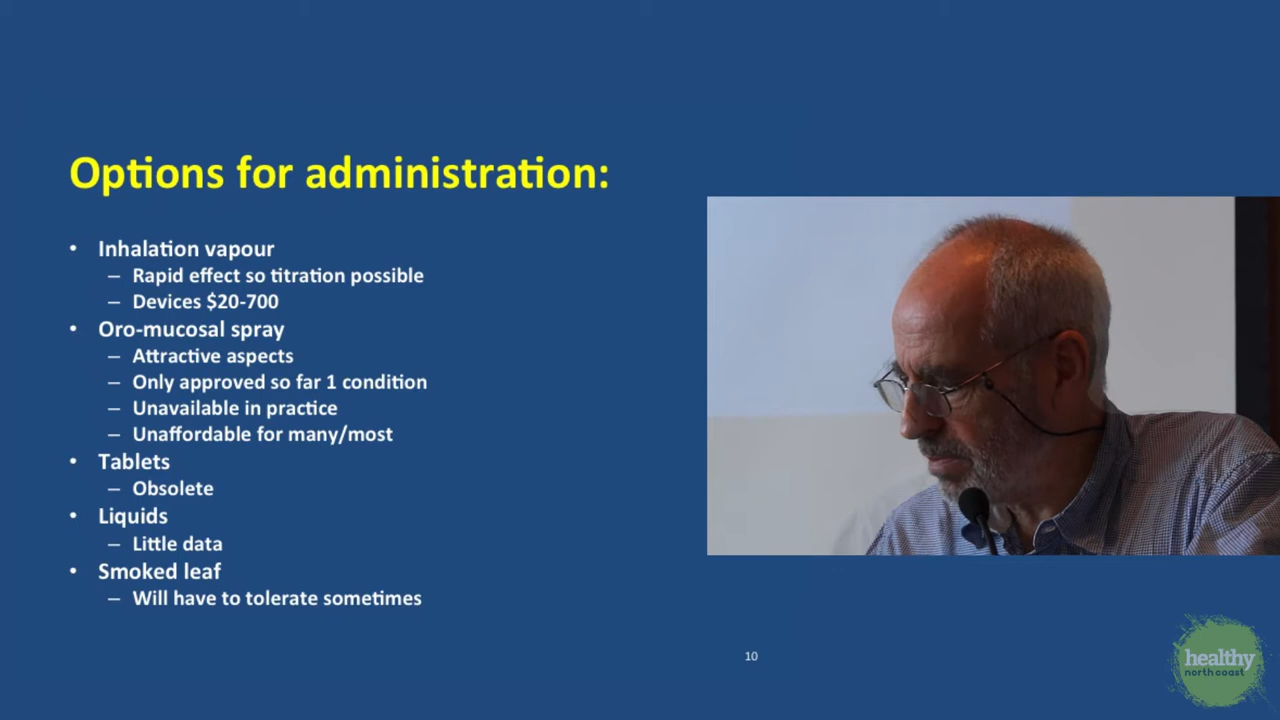 Options for administration:
• Inhalation vapour
– Rapid effect so titration possible
– Devices $20-700
• Oro-mucosal spray
– Attractive aspects
– Only approved so far 1 condition
– Unavailable in practice
– Unaffordable for many/most
• Tablets
– Obsolete
• Liquids
– Little data
• Smoked leaf
– Will have to tolerate sometimes
10
healthy
north coast